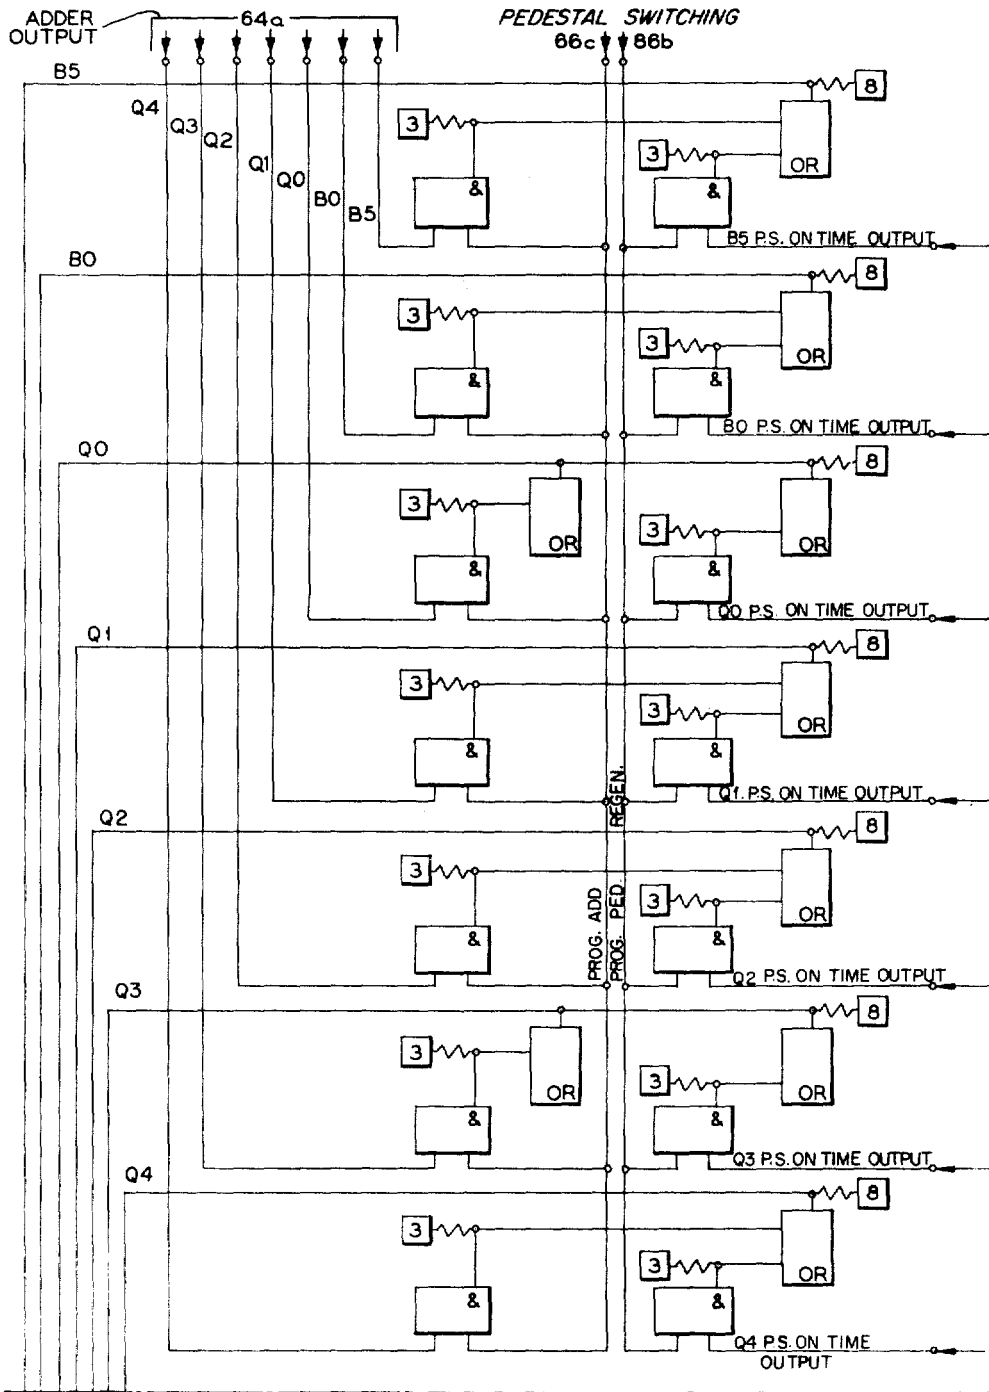 ADDER
OUTPUT
64a
PEDESTAL SWITCHING
66c 86b
B5
8
Q4
Q3
Q2
Q1
Q0
B0
B5
3
&
3
&
OR
B5 P.S. ON TIME OUTPUT
B0
8
3
&
3
&
OR
B0 P.S. ON TIME OUTPUT
Q0
8
3
&
OR
3
&
OR
Q0 P.S. ON TIME OUTPUT
Q1
8
3
&
3
&
OR
Q1. P.S. ON TIME OUTPUT
PROG. ADD
PROG. PED. REGEN.
Q2
8
3
&
3
&
OR
Q2 P.S. ON TIME OUTPUT
Q3
8
3
&
OR
3
&
OR
Q3 P.S. ON TIME OUTPUT
Q4
8
3
&
3
&
OR
Q4 P.S. ON TIME
OUTPUT